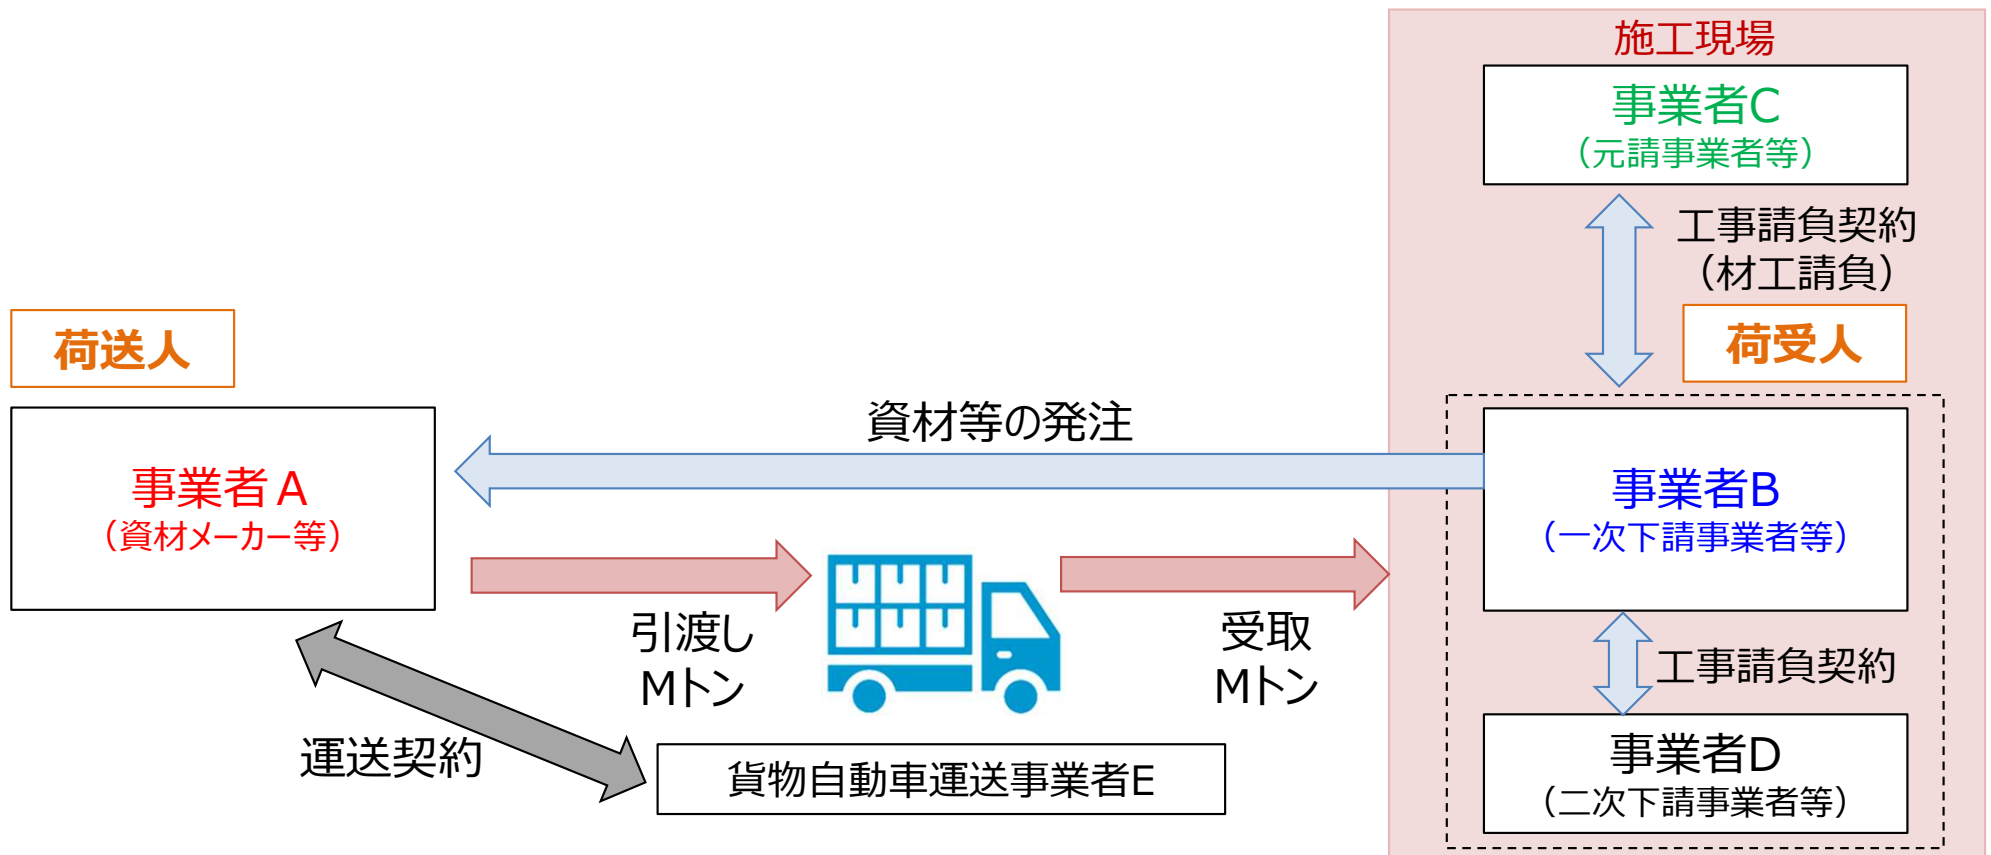 施工現場
事業者C
（元請事業者等）
工事請負契約
（材工請負）
荷送人
荷受人
資材等の発注
事業者A
（資材メーカー等）
事業者B
（一次下請事業者等）
引渡し
Mトン
受取
Mトン
工事請負契約
運送契約
貨物自動車運送事業者E
事業者D
（二次下請事業者等）